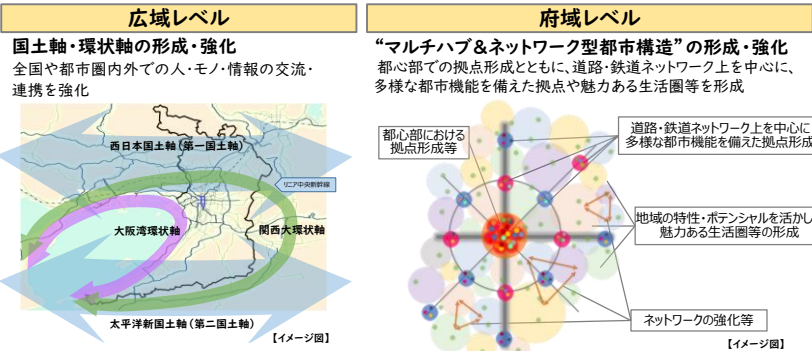 広域レベル
国土軸・環状軸の形成・強化
全国や都市圏内外での人・モノ・情報の交流・
連携を強化
西日本国土軸（第一国土軸）
リニア中央新幹線
大阪湾環状軸
関西大環状軸
太平洋新国土軸（第二国土軸）
【イメージ図】
府域レベル
“マルチハブ＆ネットワーク型都市構造”の形成・強化
都心部での拠点形成とともに、道路・鉄道ネットワーク上を中心に、
多様な都市機能を備えた拠点や魅力ある生活圏等を形成
都心部における
拠点形成等
道路・鉄道ネットワーク上を中心に
多様な都市機能を備えた拠点形成
地域の特性・ポテンシャルを活かし
魅力ある生活圏等の形成
ネットワークの強化等
【イメージ図】